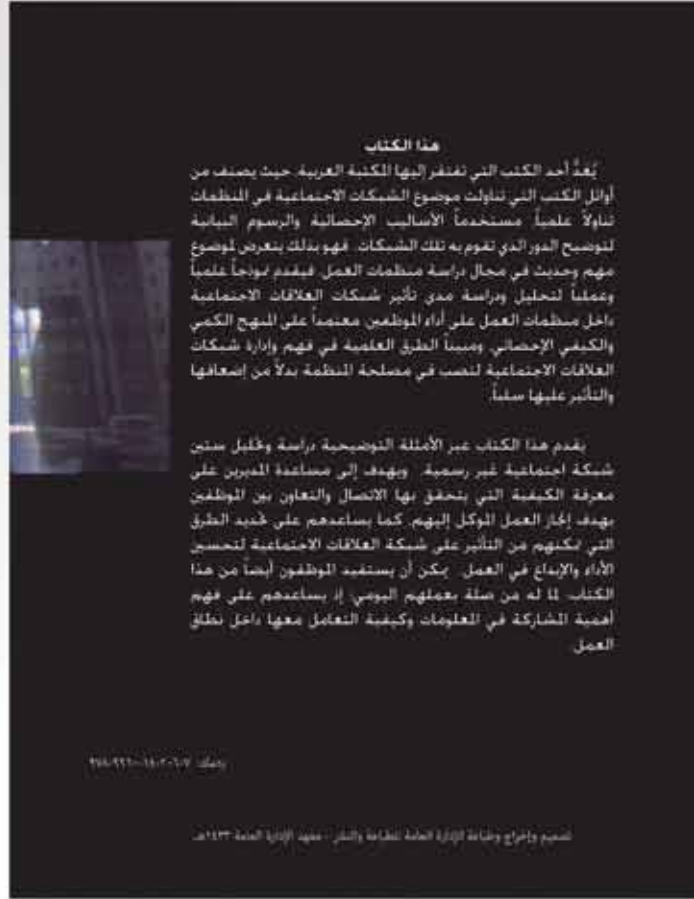 هذا الكتاب
يُعَدُّ أحد الكتب التي تفتقر إليها المكتبة العربية. حيث يصنف من
أوائل الكتب التي تناولت موضوع الشبكات الاجتماعية في المنظمات
تناولاً علمياً. مستخدماً الأساليب الإحصائية والرسوم البيانية
لتوضيح الدور الذي تقوم به تلك الشبكات. فهو بذلك يتعرض لموضوع
مهم وحديث في مجال دراسة منظمات العمل. فيقدم نموذجاً علمياً
وعملياً لتحليل ودراسة مدى تأثير شبكات العلاقات الاجتماعية
داخل منظمات العمل على أداء الموظفين. معتمداً على المنهج الكمي
والكيفي الإحصائي. ومبيناً الطرق العلمية في فهم وإدارة شبكات
العلاقات الاجتماعية لتصب في مصلحة المنظمة بدلاً من إضعافها
والتأثير عليها سلباً.
يقدم هذا الكتاب عبر الأمثلة التوضيحية دراسة وتحليل ستين
شبكة اجتماعية غير رسمية. ويهدف إلى مساعدة المديرين على
معرفة الكيفية التي يتحقق بها الاتصال والتعاون بين الموظفين
بهدف إنجاز العمل الموكل إليهم. كما يساعدهم على تحديد الطرق
التي تمكنهم من التأثير على شبكة العلاقات الاجتماعية لتحسين
الأداء والإبداع في العمل. يمكن أن يستفيد الموظفون أيضاً من هذا
الكتاب. لما له من صلة بعملهم اليومي. إذ يساعدهم على فهم
أهمية المشاركة في المعلومات وكيفية التعامل معها داخل نطاق
العمل.
ردمك:
تصميم وإخراج وطباعة الإدارة العامة للطباعة والنشر - معهد الإدارة العامة ١٤٣٣هـ